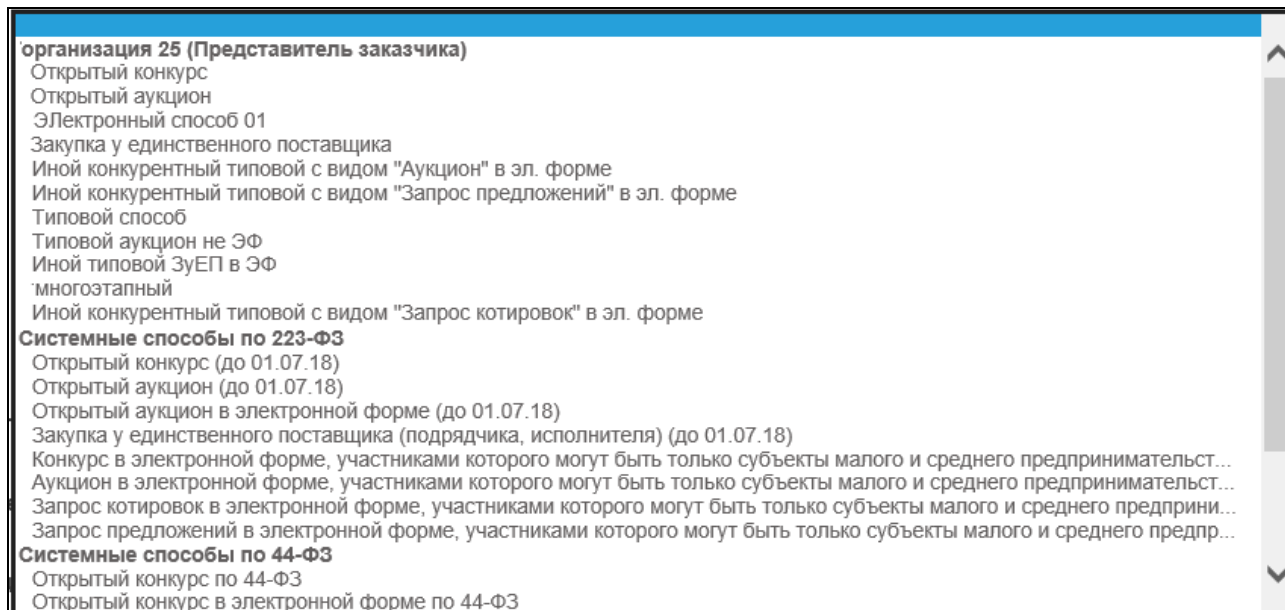 организация 25 (Представитель заказчика)
Открытый конкурс
Открытый аукцион
ЭЛектронный способ 01
Закупка у единственного поставщика
Иной конкурентный типовой с видом "Аукцион" в эл. форме
Иной конкурентный типовой с видом "Запрос предложений" в эл. форме
Типовой способ
Типовой аукцион не ЭФ
Иной типовой ЗуЕП в ЭФ
многоэтапный
Иной конкурентный типовой с видом "Запрос котировок" в эл. форме
Системные способы по 223-ФЗ
Открытый конкурс (до 01.07.18)
Открытый аукцион (до 01.07.18)
Открытый аукцион в электронной форме (до 01.07.18)
Закупка у единственного поставщика (подрядчика, исполнителя) (до 01.07.18)
Конкурс в электронной форме, участниками которого могут быть только субъекты малого и среднего предпринимательст...
Аукцион в электронной форме, участниками которого могут быть только субъекты малого и среднего предпринимательст...
Запрос котировок в электронной форме, участниками которого могут быть только субъекты малого и среднего предприни...
Запрос предложений в электронной форме, участниками которого могут быть только субъекты малого и среднего предпр...
Системные способы по 44-ФЗ
Открытый конкурс по 44-ФЗ
Открытый конкурс в электронной форме по 44-ФЗ